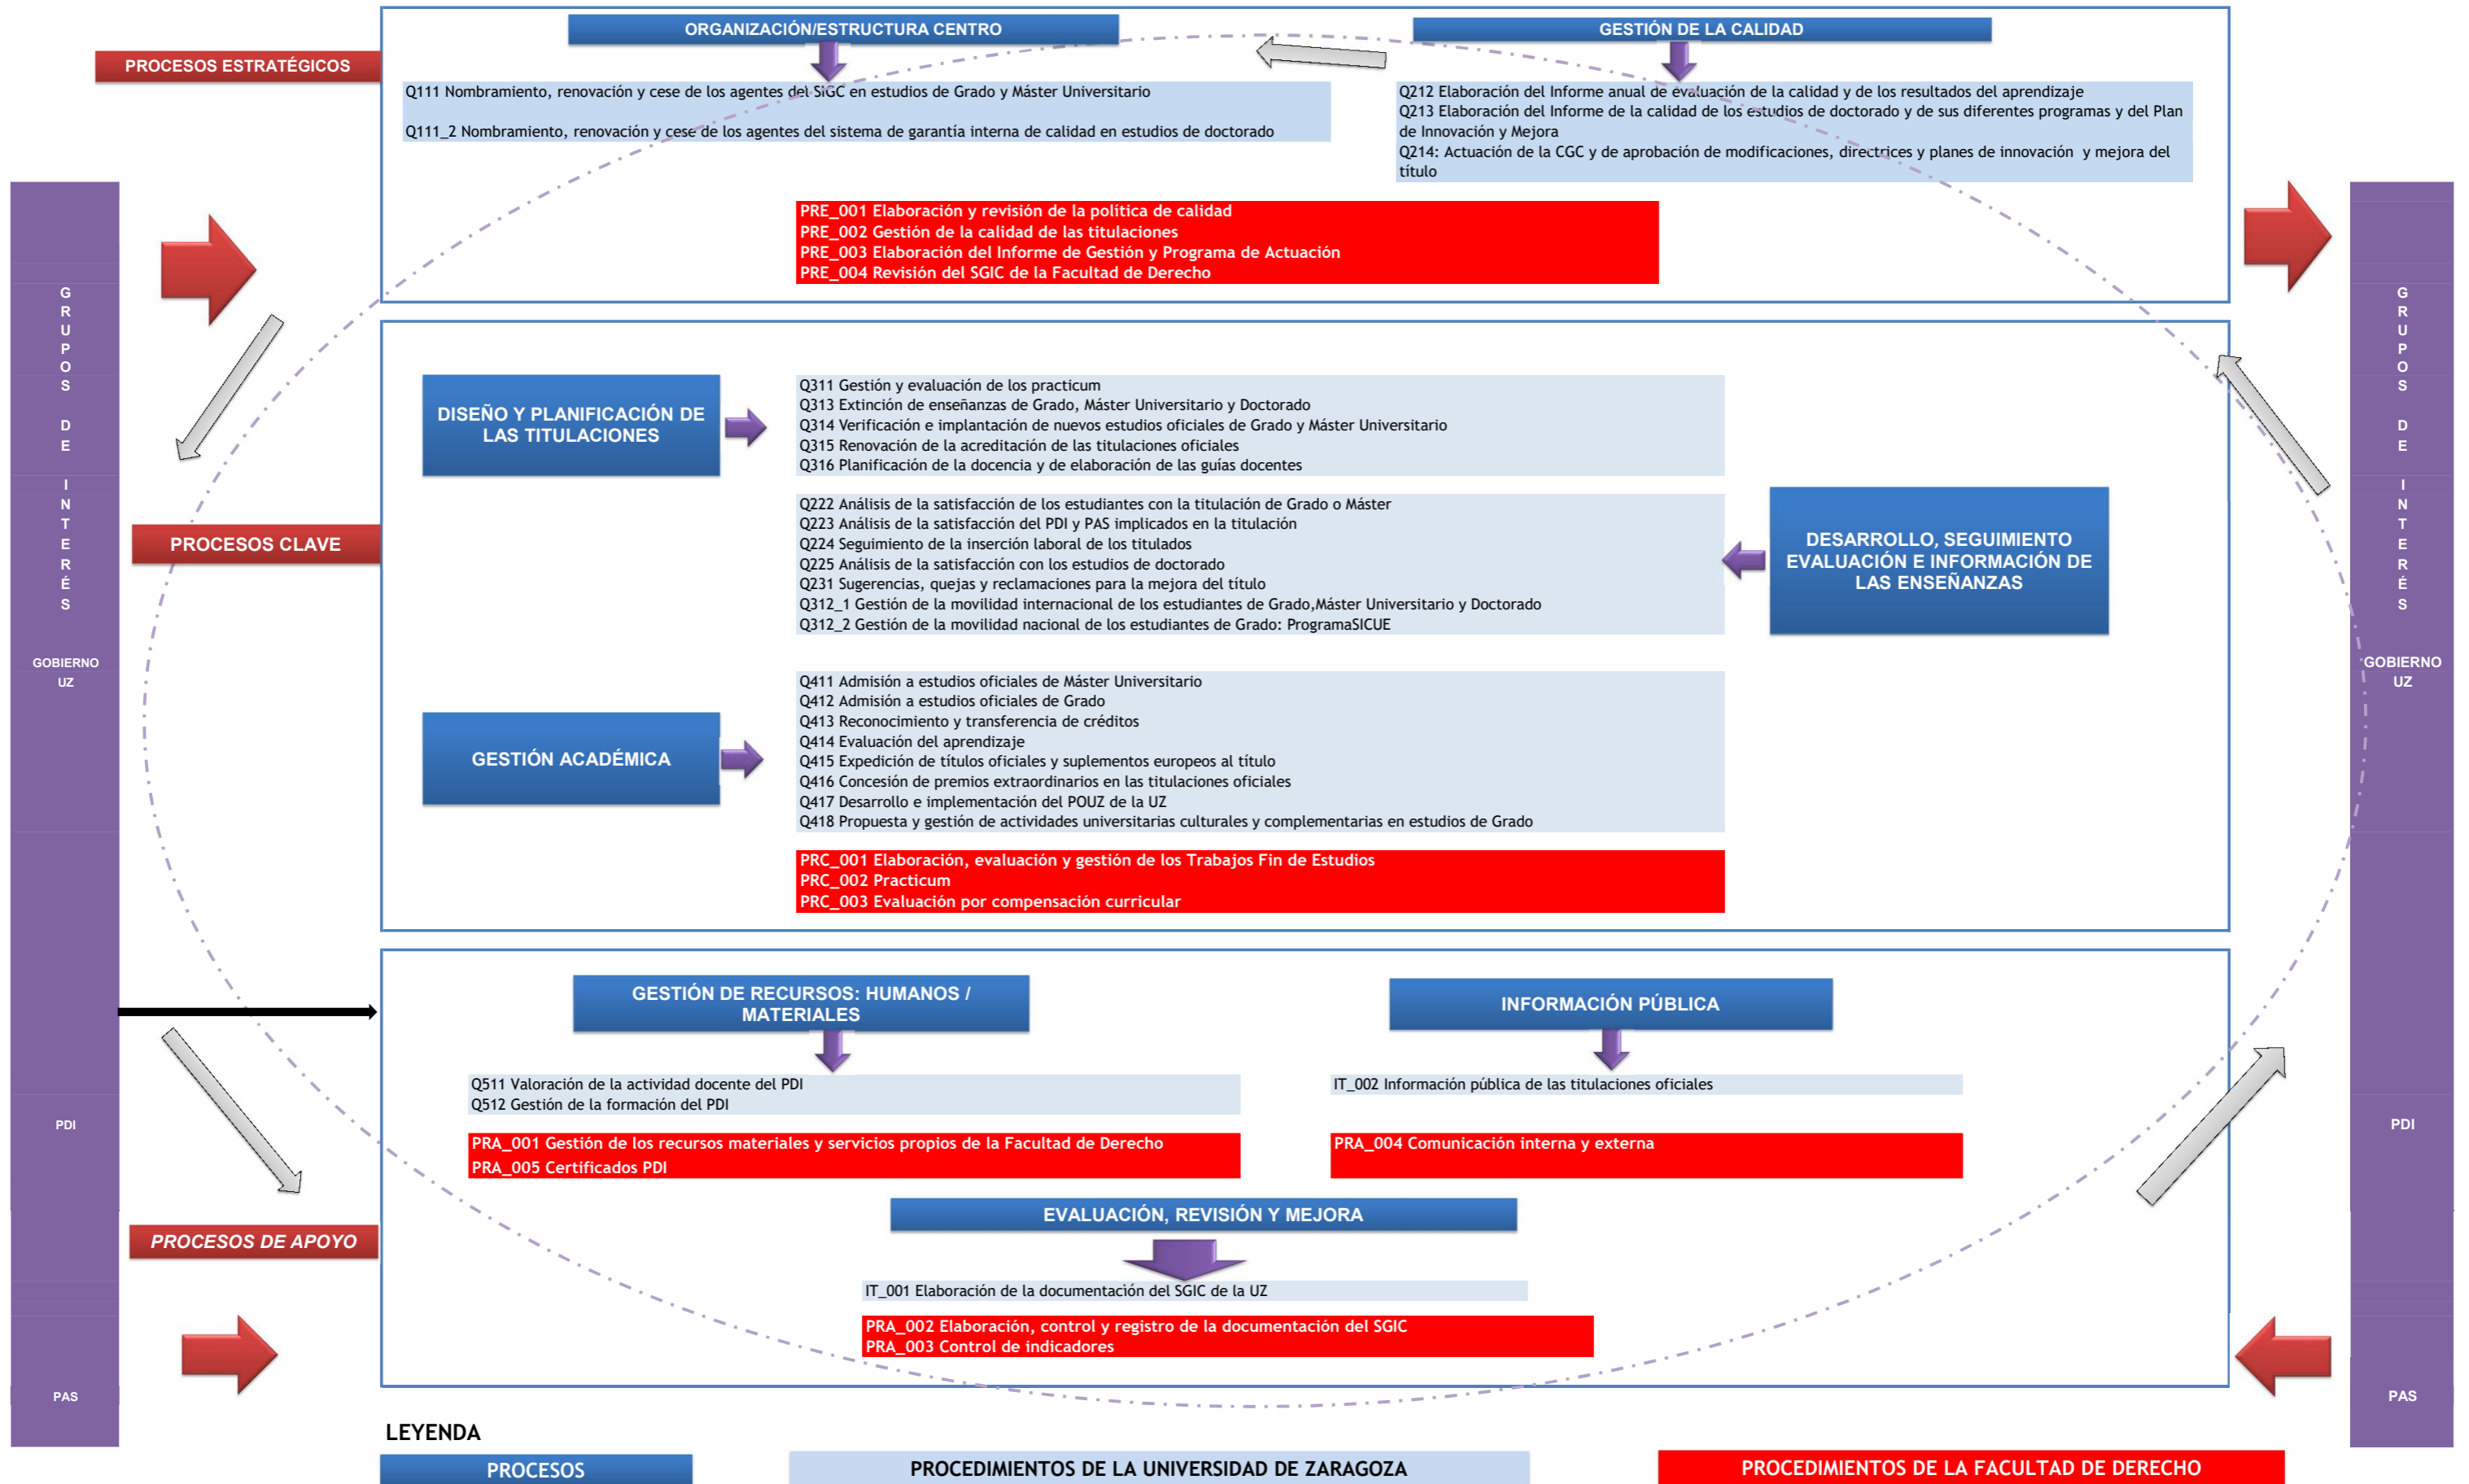 ORGANIZACIÓN/ESTRUCTURA CENTRO
GESTIÓN DE LA CALIDAD
PROCESOS ESTRATÉGICOS
Q111 Nombramiento, renovación y cese de los agentes del SIGC en estudios de Grado y Máster Universitario
Q111_2 Nombramiento, renovación y cese de los agentes del sistema de garantía interna de calidad en estudios de doctorado
Q212 Elaboración del Informe anual de evaluación de la calidad y de los resultados del aprendizaje
Q213 Elaboración del Informe de la calidad de los estudios de doctorado y de sus diferentes programas y del Plan
de Innovación y Mejora
Q214: Actuación de la CGC y de aprobación de modificaciones, directrices y planes de innovación y mejora del
título
PRE_001 Elaboración y revisión de la política de calidad
PRE_002 Gestión de la calidad de las titulaciones
PRE_003 Elaboración del Informe de Gestión y Programa de Actuación
PRE_004 Revisión del SGIC de la Facultad de Derecho
GRUPOS DE INTERÉS
GOBIERNO
UZ
PDI
PAS
PROCESOS CLAVE
DISEÑO Y PLANIFICACIÓN DE
LAS TITULACIONES
Q311 Gestión y evaluación de los practicum
Q313 Extinción de enseñanzas de Grado, Máster Universitario y Doctorado
Q314 Verificación e implantación de nuevos estudios oficiales de Grado y Máster Universitario
Q315 Renovación de la acreditación de las titulaciones oficiales
Q316 Planificación de la docencia y de elaboración de las guías docentes
Q222 Análisis de la satisfacción de los estudiantes con la titulación de Grado o Máster
Q223 Análisis de la satisfacción del PDI y PAS implicados en la titulación
Q224 Seguimiento de la inserción laboral de los titulados
Q225 Análisis de la satisfacción con los estudios de doctorado
Q231 Sugerencias, quejas y reclamaciones para la mejora del título
Q312_1 Gestión de la movilidad internacional de los estudiantes de Grado,Máster Universitario y Doctorado
Q312_2 Gestión de la movilidad nacional de los estudiantes de Grado: ProgramaSICUE
DESARROLLO, SEGUIMIENTO
EVALUACIÓN E INFORMACIÓN DE
LAS ENSEÑANZAS
GESTIÓN ACADÉMICA
Q411 Admisión a estudios oficiales de Máster Universitario
Q412 Admisión a estudios oficiales de Grado
Q413 Reconocimiento y transferencia de créditos
Q414 Evaluación del aprendizaje
Q415 Expedición de títulos oficiales y suplementos europeos al título
Q416 Concesión de premios extraordinarios en las titulaciones oficiales
Q417 Desarrollo e implementación del POUZ de la UZ
Q418 Propuesta y gestión de actividades universitarias culturales y complementarias en estudios de Grado
PRC_001 Elaboración, evaluación y gestión de los Trabajos Fin de Estudios
PRC_002 Practicum
PRC_003 Evaluación por compensación curricular
GRUPOS DE INTERÉS
GOBIERNO
UZ
PDI
PAS
GESTIÓN DE RECURSOS: HUMANOS /
MATERIALES
INFORMACIÓN PÚBLICA
Q511 Valoración de la actividad docente del PDI
Q512 Gestión de la formación del PDI
IT_002 Información pública de las titulaciones oficiales
PRA_001 Gestión de los recursos materiales y servicios propios de la Facultad de Derecho
PRA_005 Certificados PDI
PRA_004 Comunicación interna y externa
PROCESOS DE APOYO
EVALUACIÓN, REVISIÓN Y MEJORA
IT_001 Elaboración de la documentación del SGIC de la UZ
PRA_002 Elaboración, control y registro de la documentación del SGIC
PRA_003 Control de indicadores
LEYENDA
PROCESOS
PROCEDIMIENTOS DE LA UNIVERSIDAD DE ZARAGOZA
PROCEDIMIENTOS DE LA FACULTAD DE DERECHO